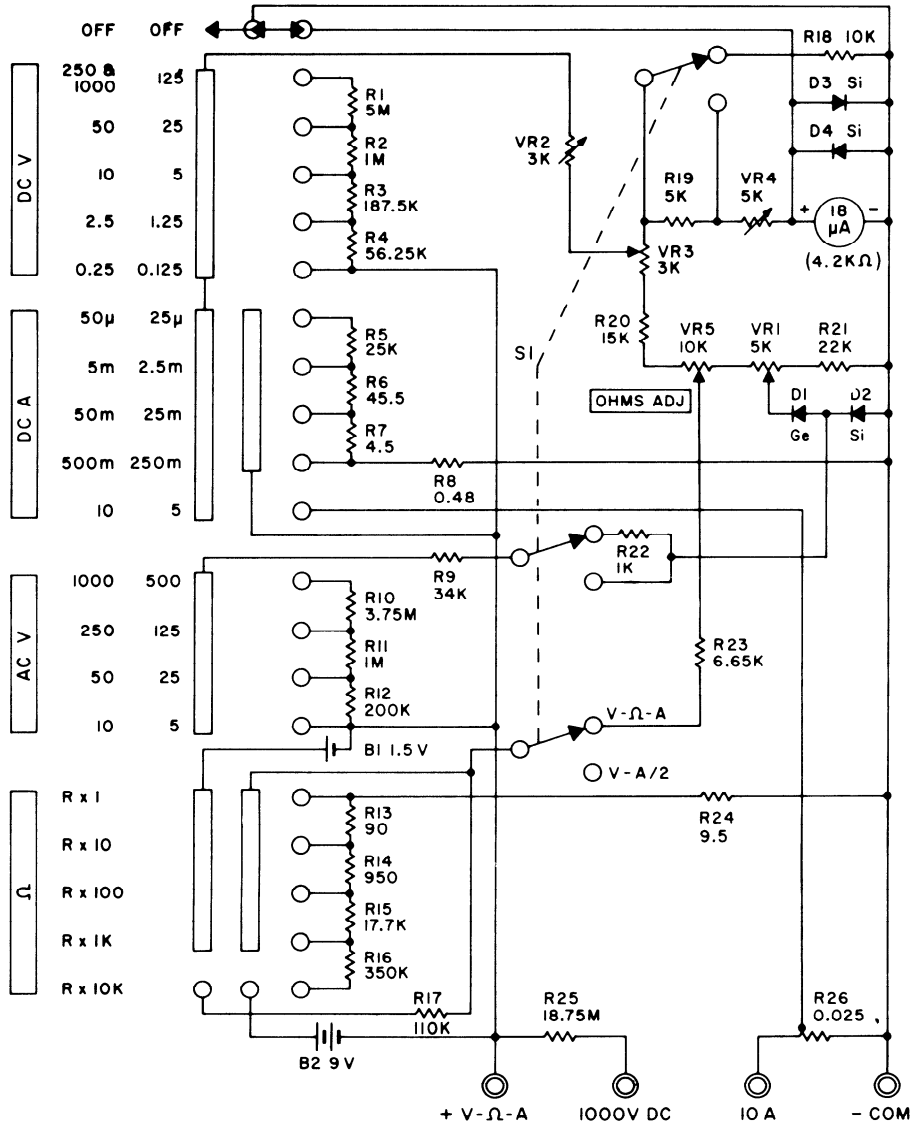 OFF OFF
R18 10K
250 &
1000 125
D3 Si
R1
5M
50 25
D4 Si
R2
1M
VR2
3K
10 5
R3
187.5K
R19
5K
VR4
5K
+ 18
µA -
(4.2KΩ)
DC V
2.5 1.25
R4
56.25K
0.25 0.125
VR3
3K
50µ 25µ
R5
25K
R20
15K
VR5
10K
VR1
5K
R21
22K
S1
5m 2.5m
R6
45.5
OHMS ADJ
D1
Ge
D2
Si
DC A
50m 25m
R7
4.5
500m 250m
R8
0.48
10 5
R22
1K
R9
34K
1000 500
R10
3.75M
AC V
250 125
R11
1M
R23
6.65K
50 25
R12
200K
10 5
V-Ω-A
B1 1.5V
V-A/2
R x 1
R13
90
R24
9.5
R x 10
R14
950
Ω
R x 100
R15
17.7K
R x 1K
R16
350K
R x 10K
R17
110K
R25
18.75M
R26
0.025
B2 9V
+ V-Ω-A 1000V DC 10 A - COM